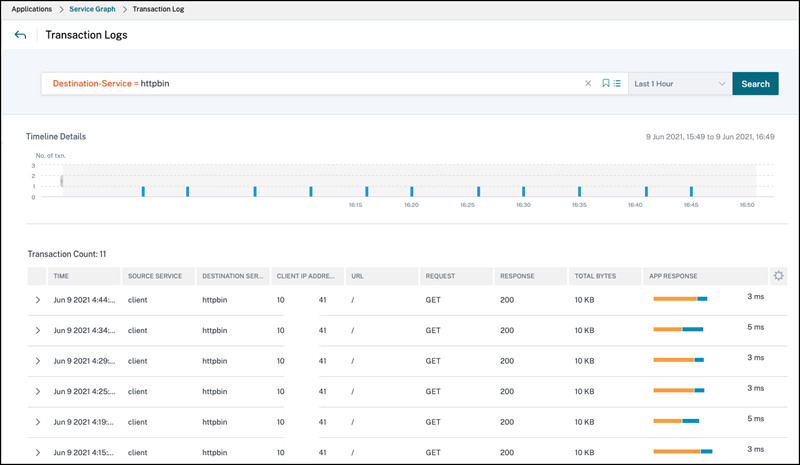 Applications > Service Graph > Transaction Log
Transaction Logs
Destination-Service = httpbin
Last 1 Hour
Search
Timeline Details
9 Jun 2021, 15:49 to 9 Jun 2021, 16:49
No. of txn.
3
2
1
0
16:15 16:20 16:25 16:30 16:35 16:40 16:45 16:50
Transaction Count: 11
TIME SOURCE SERVICE DESTINATION SER... CLIENT IP ADDRE... URL REQUEST RESPONSE TOTAL BYTES APP RESPONSE
Jun 9 2021 4:44:... client httpbin 10 41 / GET 200 10 KB 3 ms
Jun 9 2021 4:34:... client httpbin 10 41 / GET 200 10 KB 5 ms
Jun 9 2021 4:29:... client httpbin 10 41 / GET 200 10 KB 3 ms
Jun 9 2021 4:25:... client httpbin 10 41 / GET 200 10 KB 3 ms
Jun 9 2021 4:19:... client httpbin 10 41 / GET 200 10 KB 5 ms
Jun 9 2021 4:15:... client httpbin 10 41 / GET 200 10 KB 3 ms